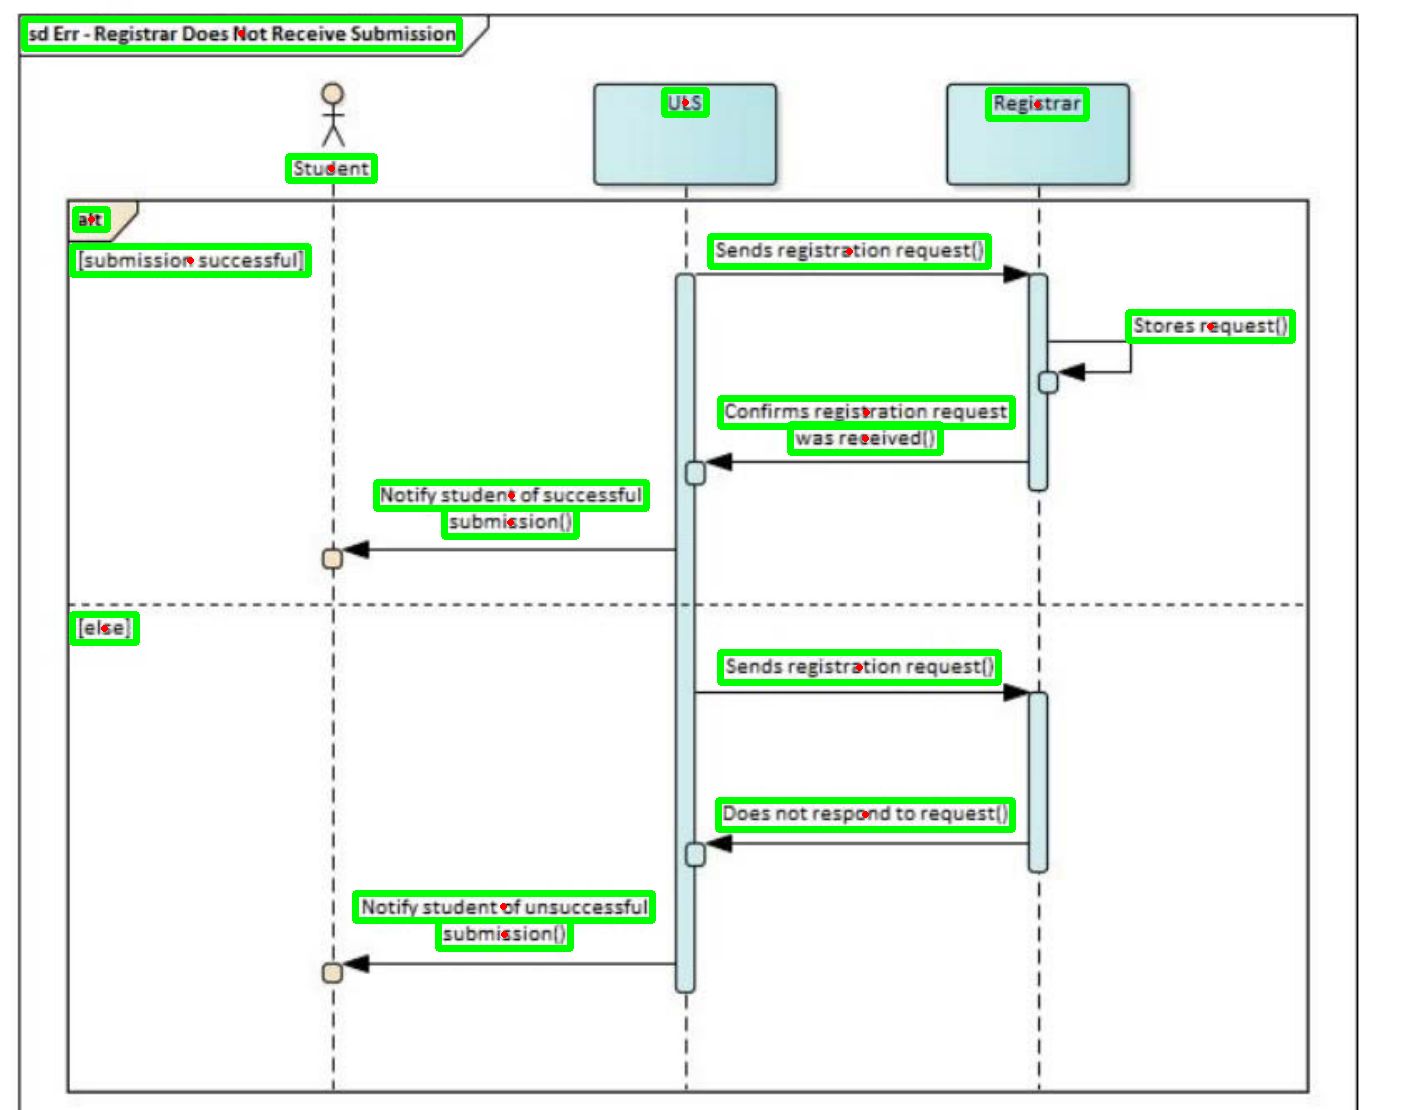 sd Err - Registrar Does Not Receive Submission
ULS
Registrar
Student
alt
[submission successful]
Sends registration request()
Stores request()
Confirms registration request
was received()
Notify student of successful
submission()
[else]
Sends registration request()
Does not respond to request()
Notify student of unsuccessful
submission()